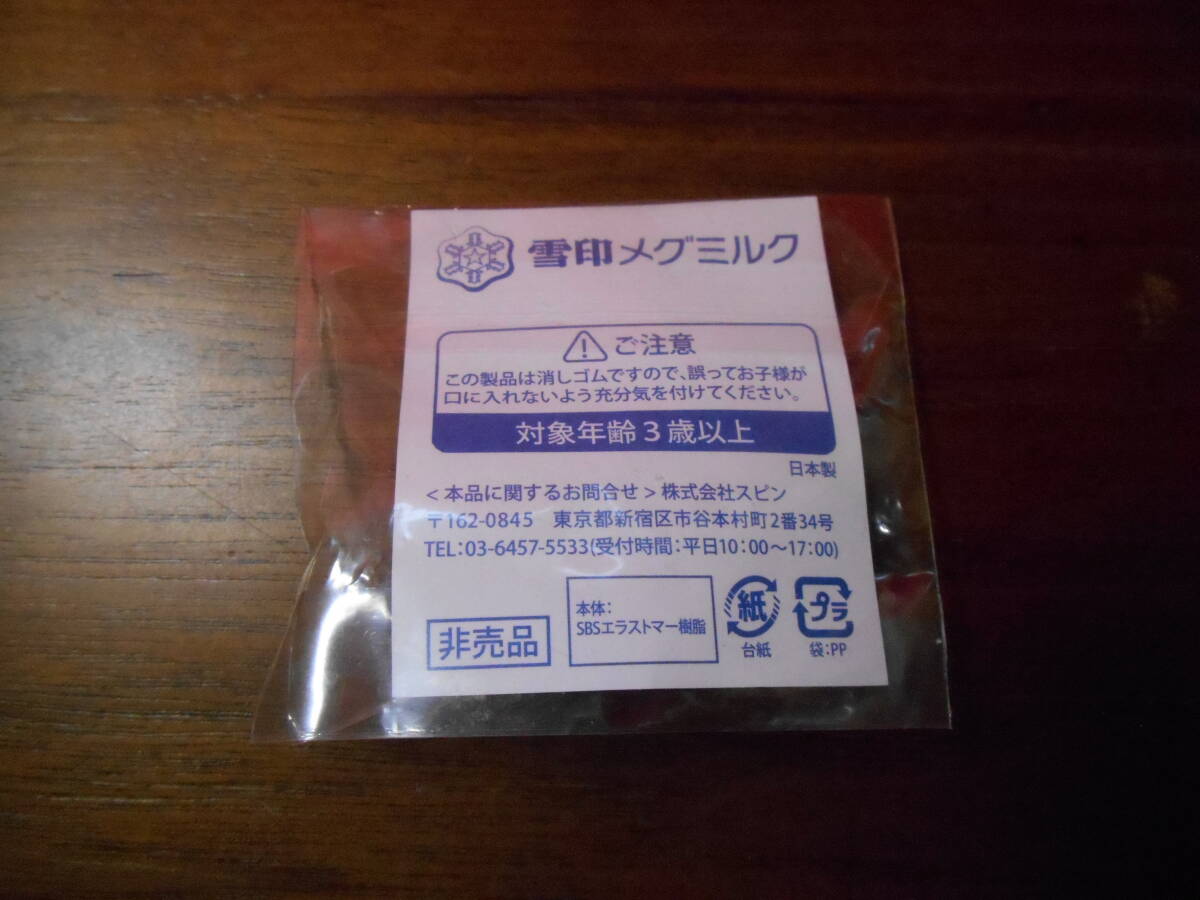 雪印メグミルク
ご注意
この製品は消しゴムですので、誤ってお子様が
口に入れないよう充分気を付けてください。
対象年齢3歳以上
日本製
<本品に関するお問合せ>株式会社スピン
〒162-0845 東京都新宿区市谷本村町2番34号
TEL:03-6457-5533(受付時間:平日10:00〜17:00)
非売品
本体:
SBSエラストマー樹脂
紙
台紙
プラ
袋:PP